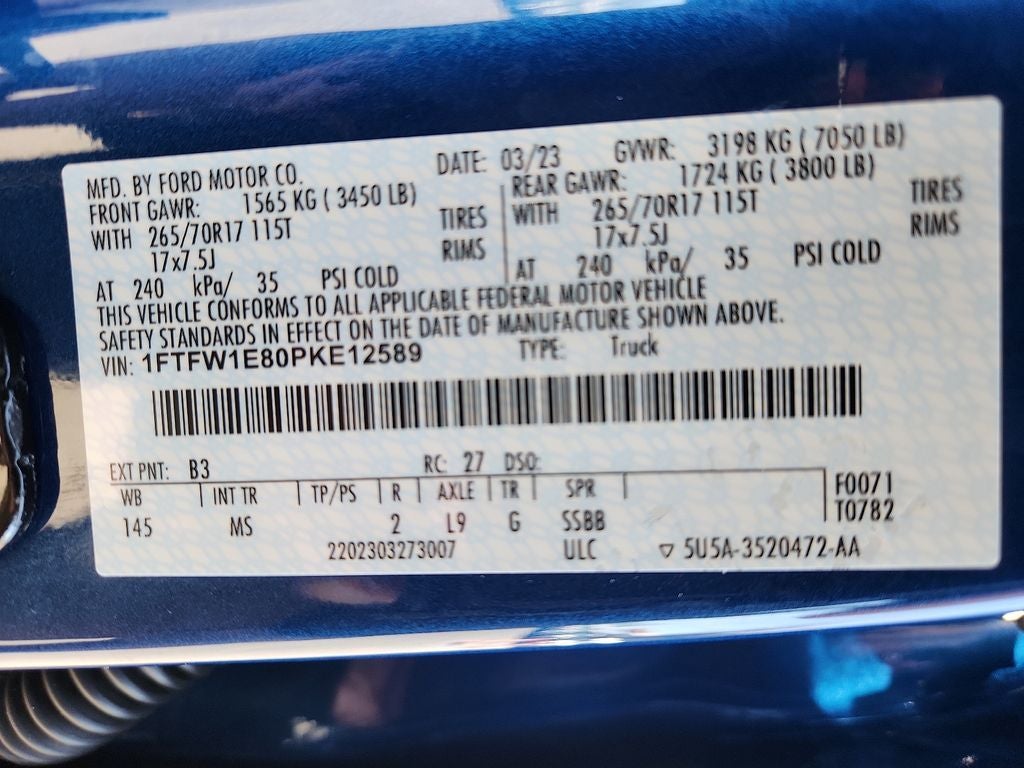 MFD. BY FORD MOTOR CO. DATE: 03/23 GVWR: 3198 KG ( 7050 LB)
FRONT GAWR: 1565 KG ( 3450 LB) REAR GAWR: 1724 KG ( 3800 LB)
WITH 265/70R17 115T TIRES WITH 265/70R17 115T TIRES
17x7.5J RIMS 17x7.5J RIMS
AT 240 kPa/ 35 PSI COLD AT 240 kPa/ 35 PSI COLD
THIS VEHICLE CONFORMS TO ALL APPLICABLE FEDERAL MOTOR VEHICLE
SAFETY STANDARDS IN EFFECT ON THE DATE OF MANUFACTURE SHOWN ABOVE.
VIN: 1FTFW1E80PKE12589 TYPE: Truck
EXT PNT: B3 RC: 27 DSO:
WB INT TR TP/PS R AXLE TR SPR F0071
145 MS 2 L9 G SSBB T0782
2202303273007 ULC ▽ 5U5A-3520472-AA